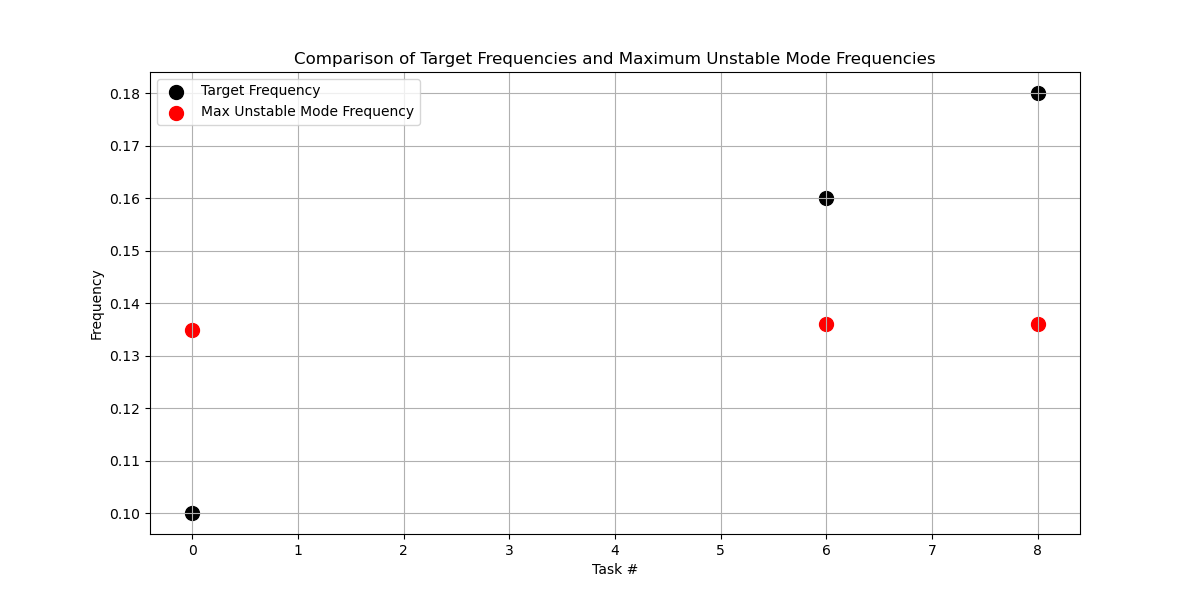 Comparison of Target Frequencies and Maximum Unstable Mode Frequencies
Target Frequency
Max Unstable Mode Frequency
0.18
0.17
0.16
0.15
0.14
0.13
0.12
0.11
0.10
Frequency
0 1 2 3 4 5 6 7 8
Task #